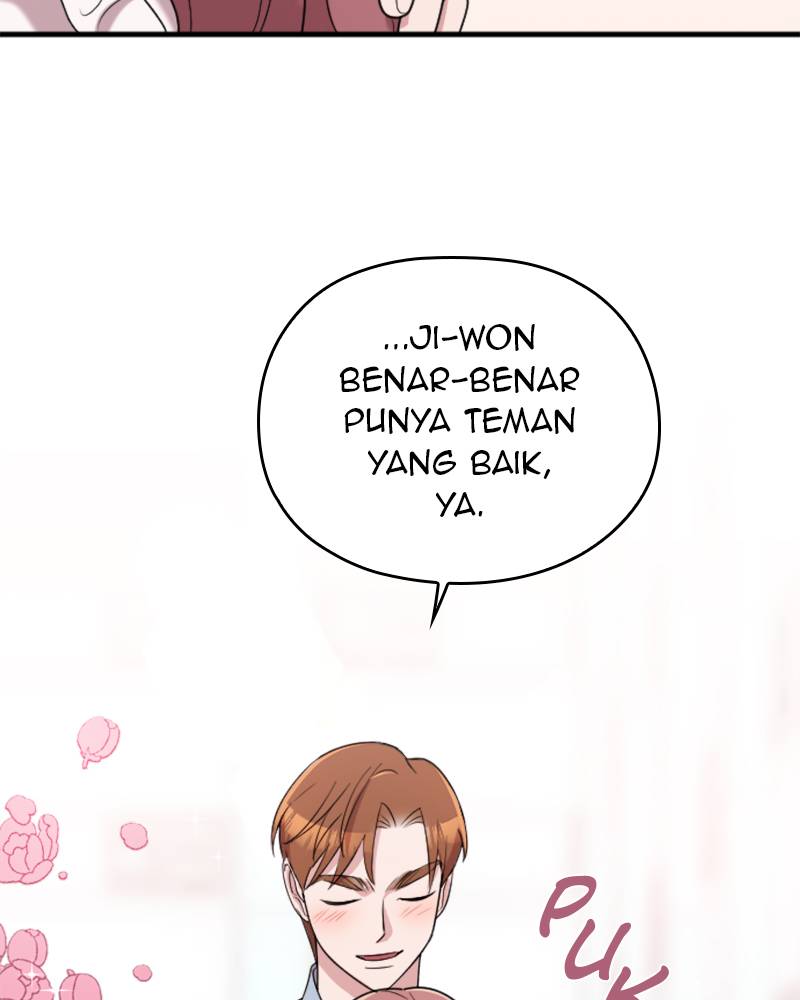 ...JI-WON
BENAR-BENAR
PUNYA TEMAN
YANG BAIK,
YA.
PUK